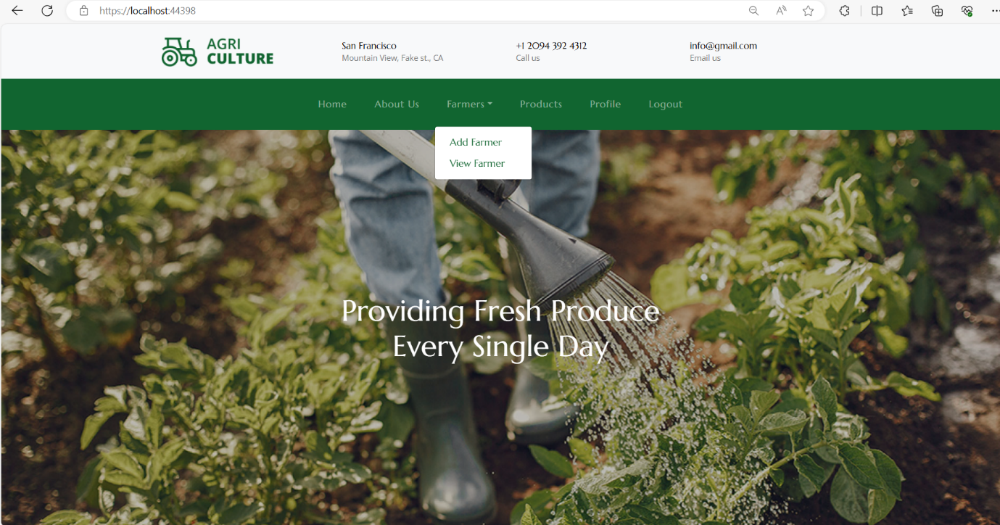 https://localhost:44398
AGRI
CULTURE
San Francisco
Mountain View, Fake st., CA
+1 2094 392 4312
Call us
info@gmail.com
Email us
Home About Us Farmers Products Profile Logout
Add Farmer
View Farmer
Providing Fresh Produce
Every Single Day